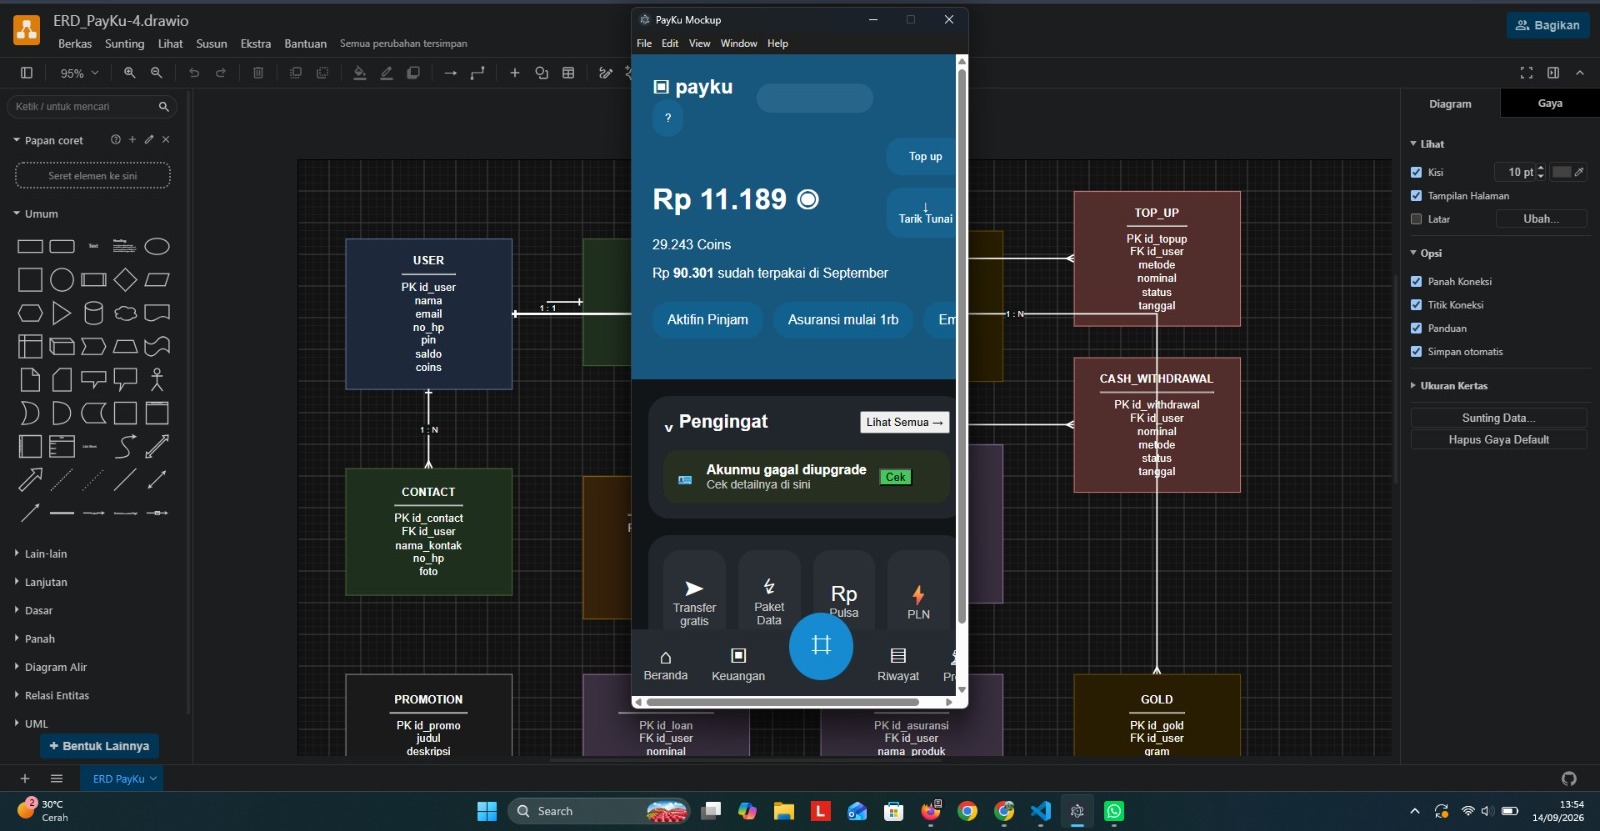 ERD_PayKu-4.drawio
Berkas Sunting Lihat Susun Ekstra Bantuan Semua perubahan tersimpan
Bagikan
95%
Ketik / untuk mencari
Papan coret
Seret elemen ke sini
Umum
Text
Heading
List Item
Lain-lain
Lanjutan
Dasar
Panah
Diagram Alir
Relasi Entitas
UML
+ Bentuk Lainnya
USER
PK id_user
nama
email
no_hp
pin
saldo
coins
1 : 1
1 : N
CONTACT
PK id_contact
FK id_user
nama_kontak
no_hp
foto
PROMOTION
PK id_promo
judul
deskripsi
PayKu Mockup
File Edit View Window Help
payku
?
Top up
Rp 11.189
↓
Tarik Tunai
29.243 Coins
Rp 90.301 sudah terpakai di September
Aktifin Pinjam
Asuransi mulai 1rb
Em
v Pengingat
Lihat Semua →
Akunmu gagal diupgrade
Cek detailnya di sini
Cek
Transfer
gratis
Paket
Data
Rp
Pulsa
PLN
Beranda
Keuangan
Riwayat
Pr
PK id_loan
FK id_user
nominal
PK id_asuransi
FK id_user
nama_produk
1 : N
TOP_UP
PK id_topup
FK id_user
metode
nominal
status
tanggal
CASH_WITHDRAWAL
PK id_withdrawal
FK id_user
nominal
metode
status
tanggal
GOLD
PK id_gold
FK id_user
gram
Diagram
Gaya
Lihat
Kisi
10 pt
Tampilan Halaman
Latar
Ubah...
Opsi
Panah Koneksi
Titik Koneksi
Panduan
Simpan otomatis
Ukuran Kertas
Sunting Data...
Hapus Gaya Default
ERD PayKu
2
30°C
Cerah
Search
L
13:54
14/09/2026